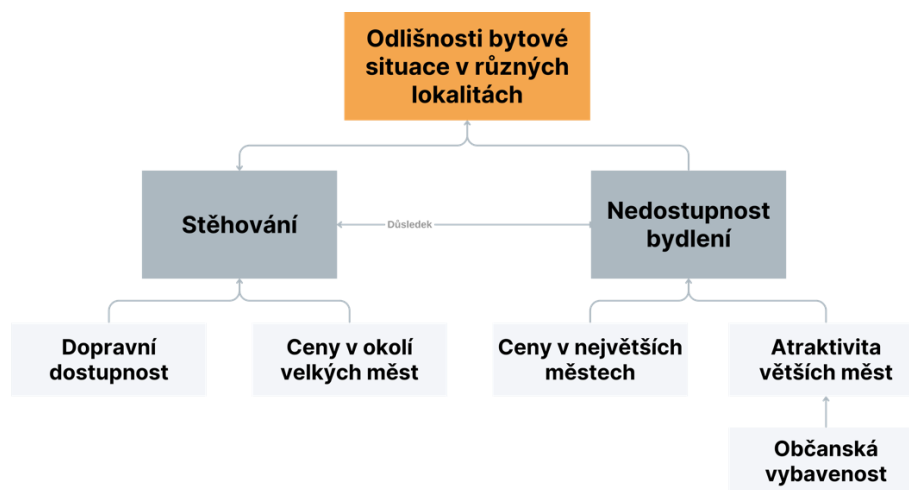 Odlišnosti bytové
situace v různých
lokalitách
Stěhování
Důsledek
Nedostupnost
bydlení
Dopravní
dostupnost
Ceny v okolí
velkých měst
Ceny v největších
městech
Atraktivita
větších měst
Občanská
vybavenost